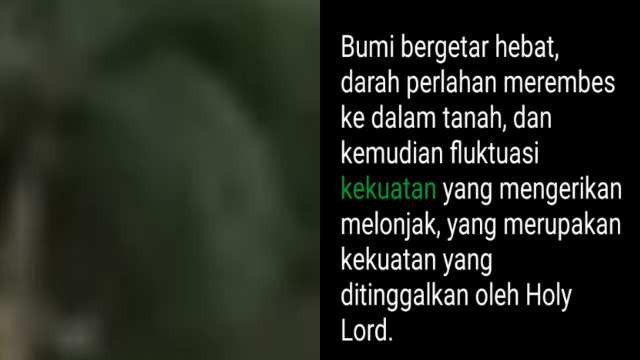 Bumi bergetar hebat,
darah perlahan merembes
ke dalam tanah, dan
kemudian fluktuasi
kekuatan yang mengerikan
melonjak, yang merupakan
kekuatan yang
ditinggalkan oleh Holy
Lord.